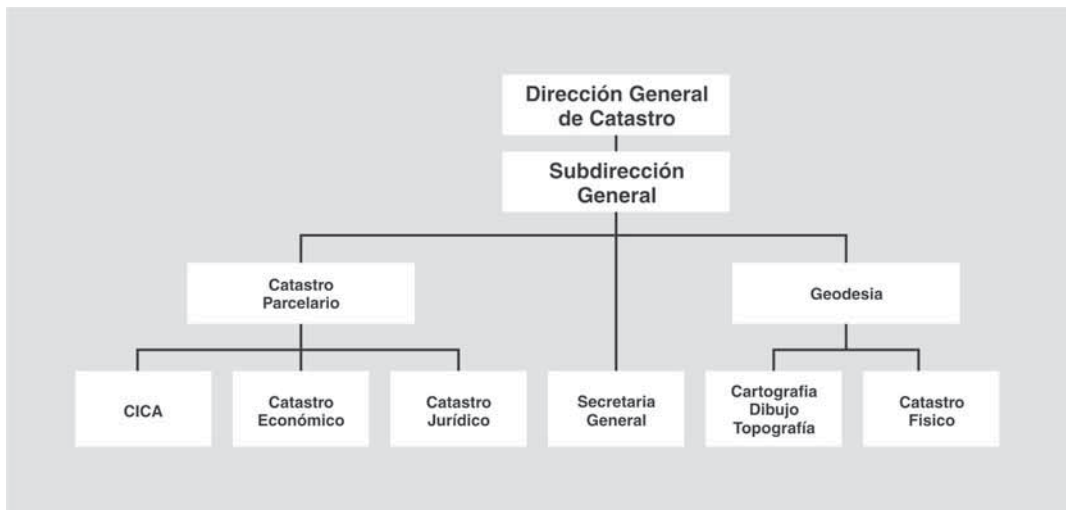 Dirección General
de Catastro
Subdirección
General
Catastro
Parcelario
Geodesia
CICA
Catastro
Económico
Catastro
Jurídico
Secretaria
General
Cartografia
Dibujo
Topografía
Catastro
Fisico